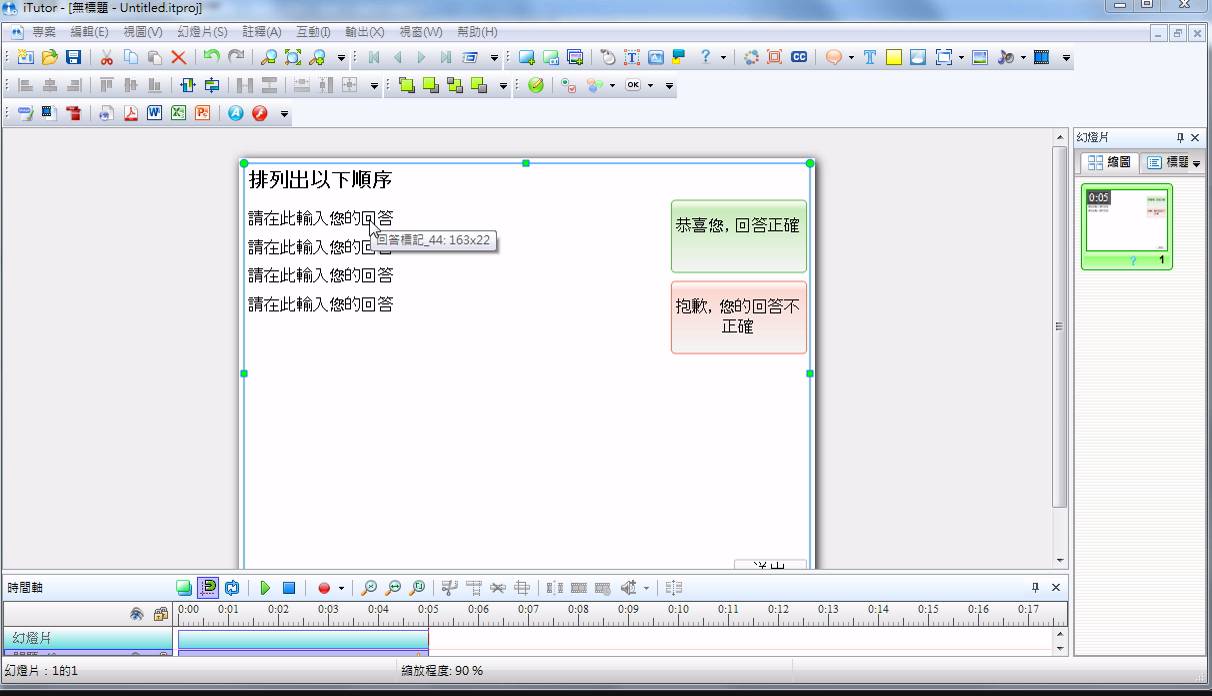 iTutor - [無標題 - Untitled.itproj]
專案 編輯(E) 視圖(V) 幻燈片(S) 註釋(A) 互動(I) 輸出(X) 視窗(W) 幫助(H)
CC
T
OK
幻燈片
縮圖 標題
0:05
? 1
排列出以下順序
請在此輸入您的回答
回答標記_44: 163x22
請在此輸入您的
請在此輸入您的回答
請在此輸入您的回答
恭喜您, 回答正確
抱歉, 您的回答不
正確
送出
時間軸
0:00 0:01 0:02 0:03 0:04 0:05 0:06 0:07 0:08 0:09 0:10 0:11 0:12 0:13 0:14 0:15 0:16 0:17
幻燈片
幻燈片：1的1
縮放程度: 90 %